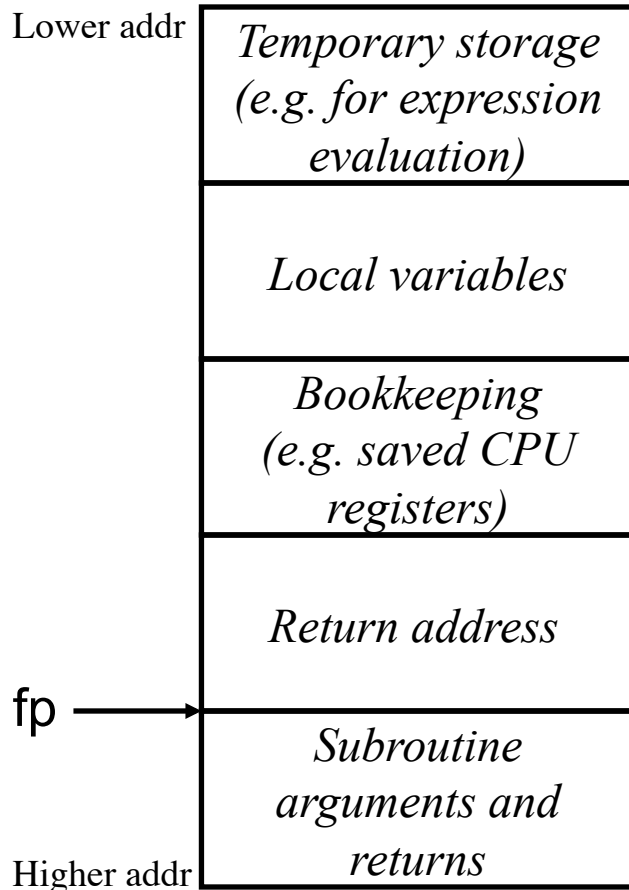 Lower addr
Temporary storage
(e.g. for expression
evaluation)
Local variables
Bookkeeping
(e.g. saved CPU
registers)
Return address
fp
Subroutine
arguments and
returns
Higher addr